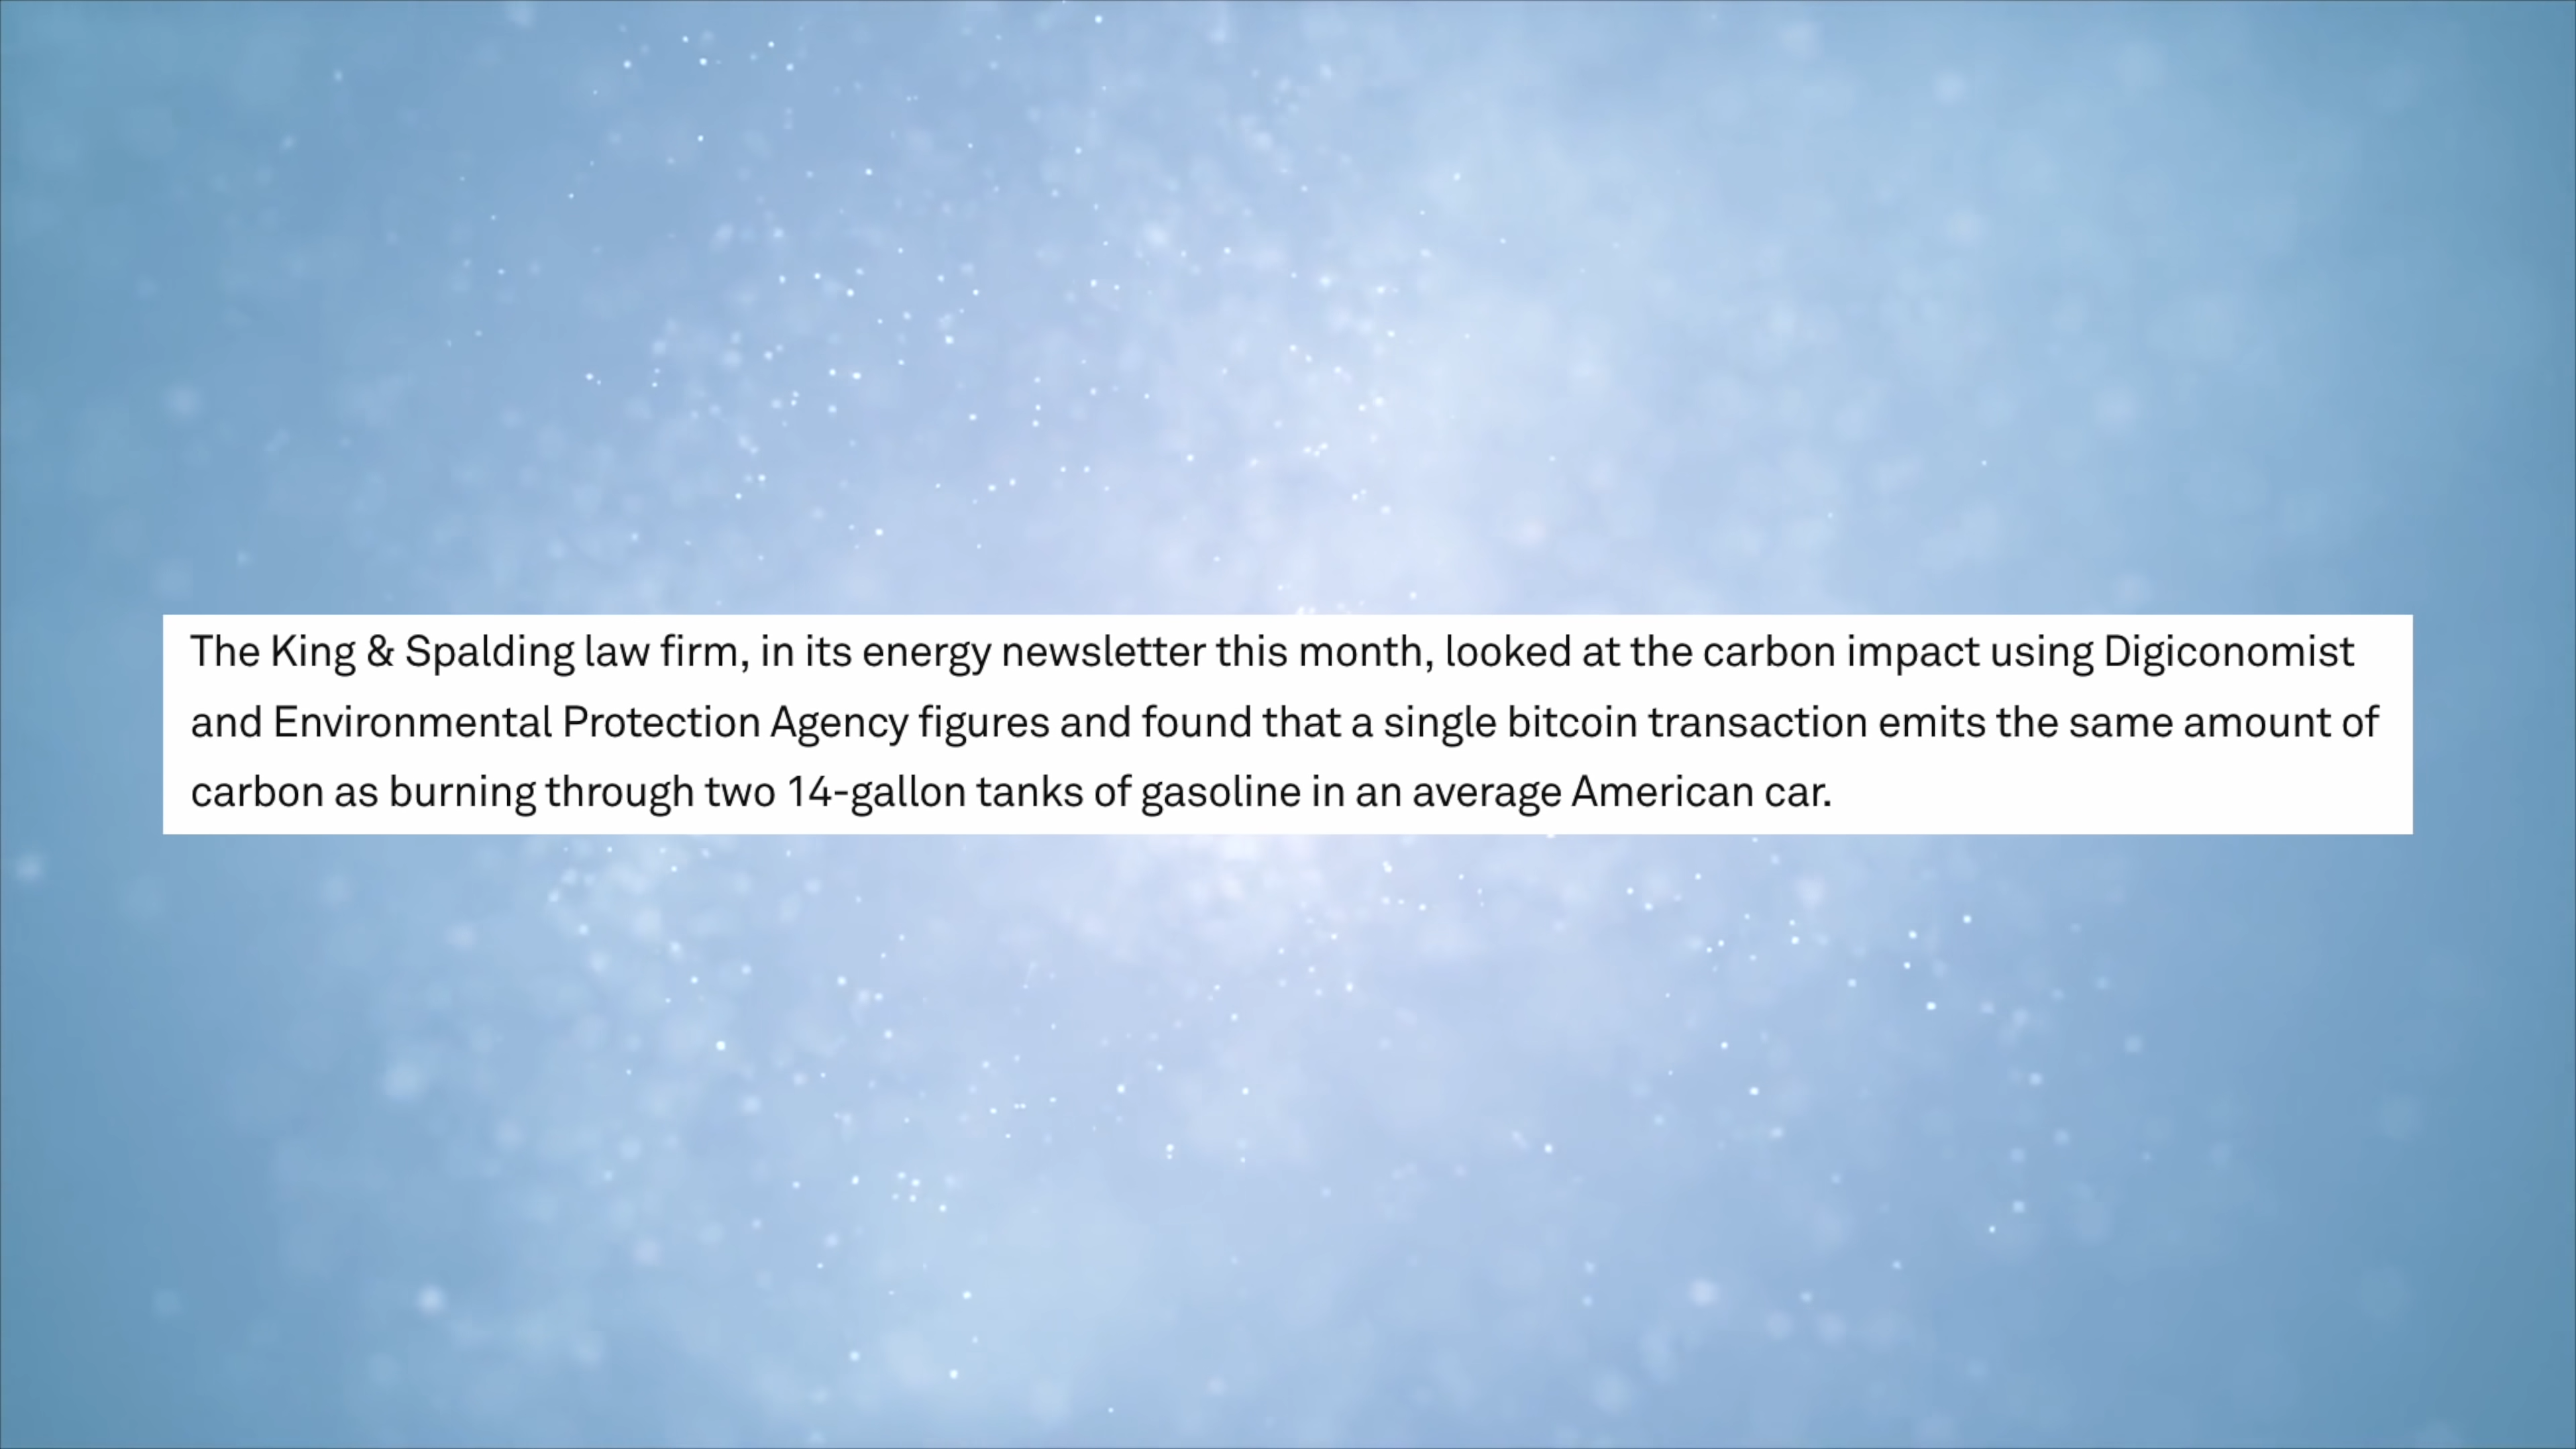 The King & Spalding law firm, in its energy newsletter this month, looked at the carbon impact using Digiconomist
and Environmental Protection Agency figures and found that a single bitcoin transaction emits the same amount of
carbon as burning through two 14-gallon tanks of gasoline in an average American car.